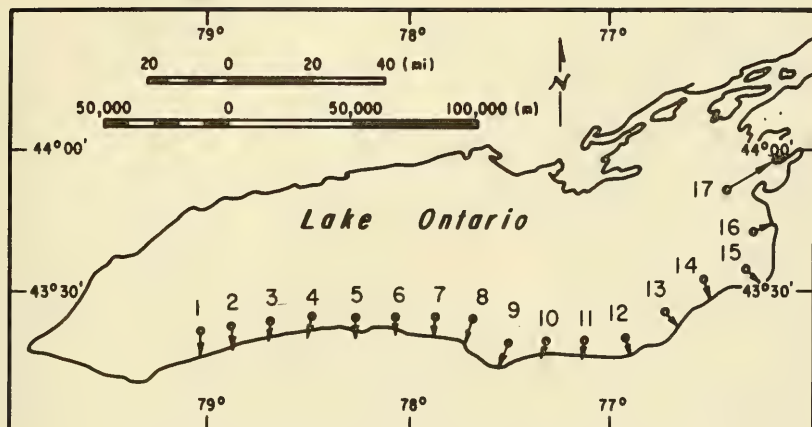 79° 78° 77°
20 0 20 40 (mi)
50,000 0 50,000 100,000 (m)
N
44°00' 44°00'
17
Lake Ontario
16
15
14
43°30' 43°30'
13
1 2 3 4 5 6 7 8 9 10 11 12
79° 78° 77°